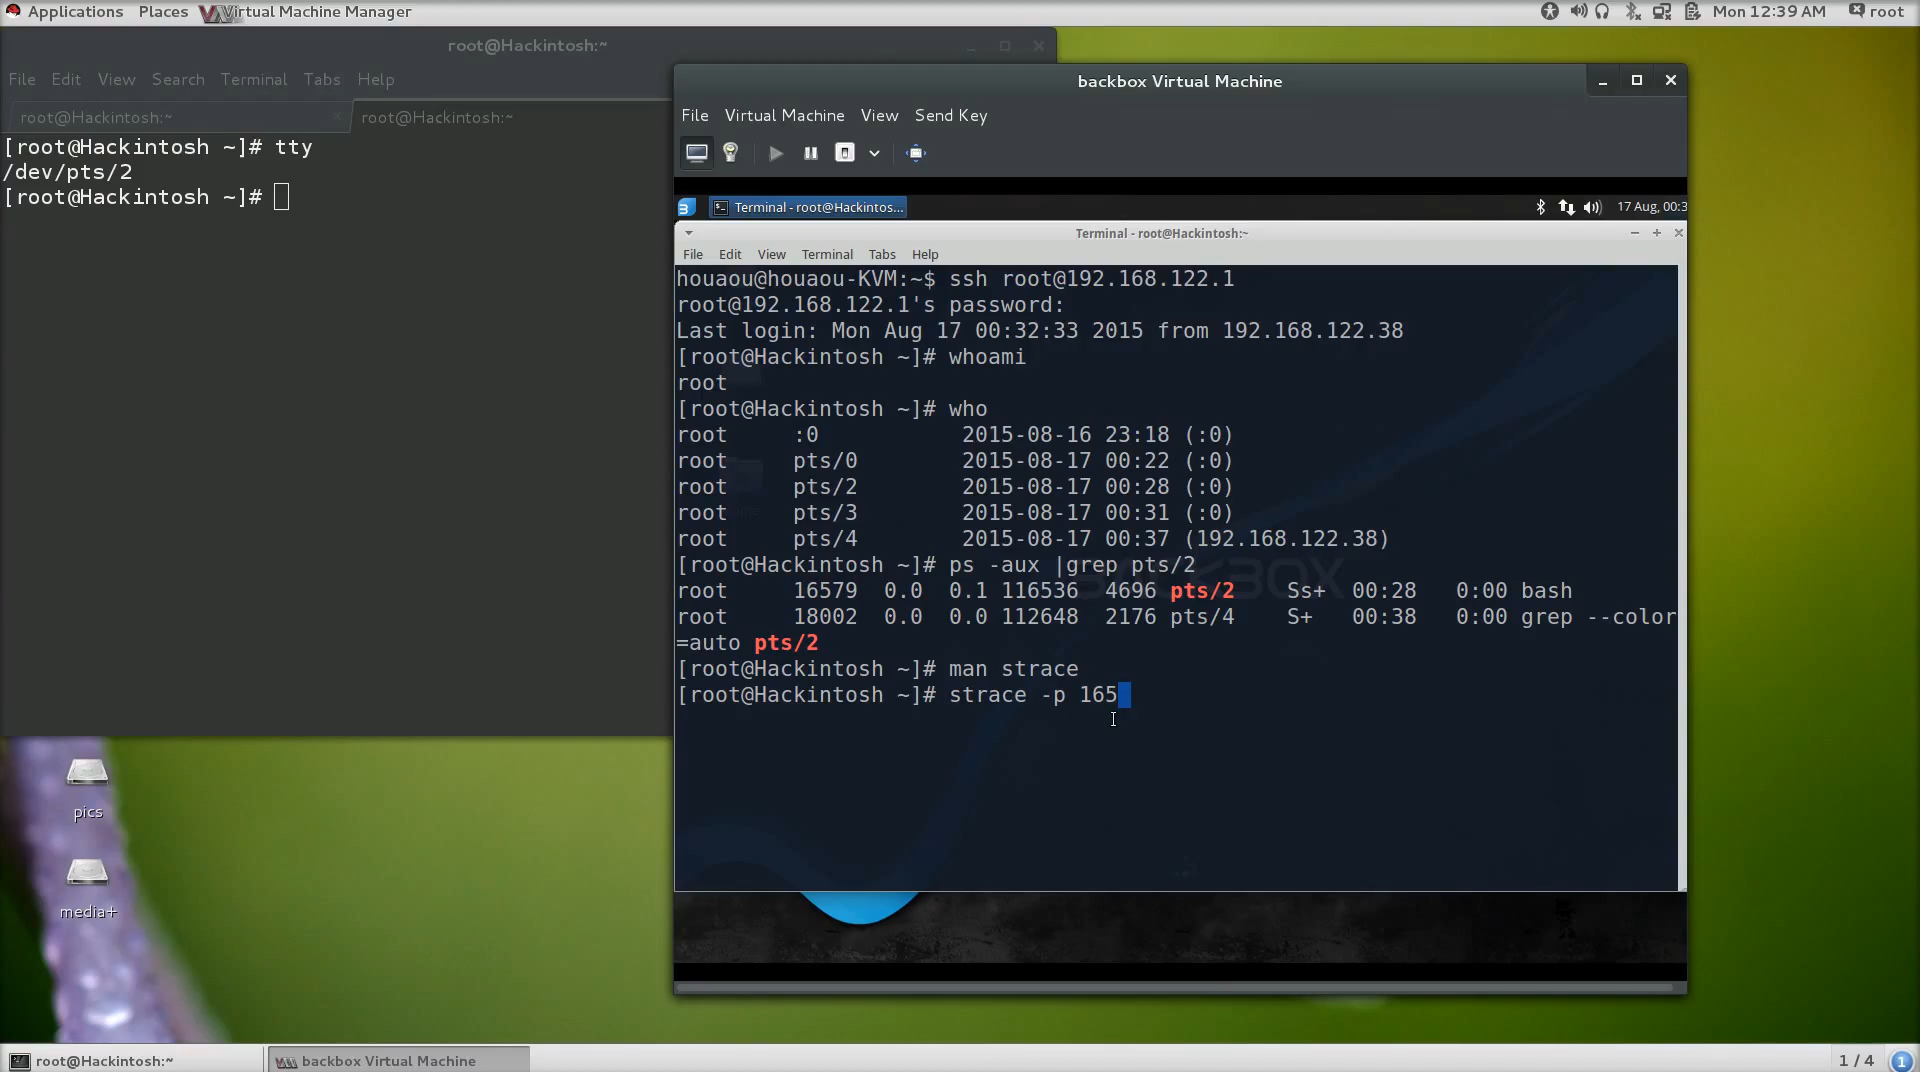 Applications Places Virtual Machine Manager Mon 12:39 AM root
root@Hackintosh:~
File Edit View Search Terminal Tabs Help
root@Hackintosh:~ root@Hackintosh:~
[root@Hackintosh ~]# tty
/dev/pts/2
[root@Hackintosh ~]#
backbox Virtual Machine
File Virtual Machine View Send Key
Terminal - root@Hackintos... 17 Aug, 00:3
Terminal - root@Hackintosh:~
File Edit View Terminal Tabs Help
houaou@houaou-KVM:~$ ssh root@192.168.122.1
root@192.168.122.1's password:
Last login: Mon Aug 17 00:32:33 2015 from 192.168.122.38
[root@Hackintosh ~]# whoami
root
[root@Hackintosh ~]# who
root     :0           2015-08-16 23:18 (:0)
root     pts/0        2015-08-17 00:22 (:0)
root     pts/2        2015-08-17 00:28 (:0)
root     pts/3        2015-08-17 00:31 (:0)
root     pts/4        2015-08-17 00:37 (192.168.122.38)
[root@Hackintosh ~]# ps -aux |grep pts/2
root     16579  0.0  0.1 116536  4696 pts/2    Ss+  00:28   0:00 bash
root     18002  0.0  0.0 112648  2176 pts/4    S+   00:38   0:00 grep --color
=auto pts/2
[root@Hackintosh ~]# man strace
[root@Hackintosh ~]# strace -p 165
BACKBOX
pics
media+
root@Hackintosh:~ backbox Virtual Machine 1 / 4 1